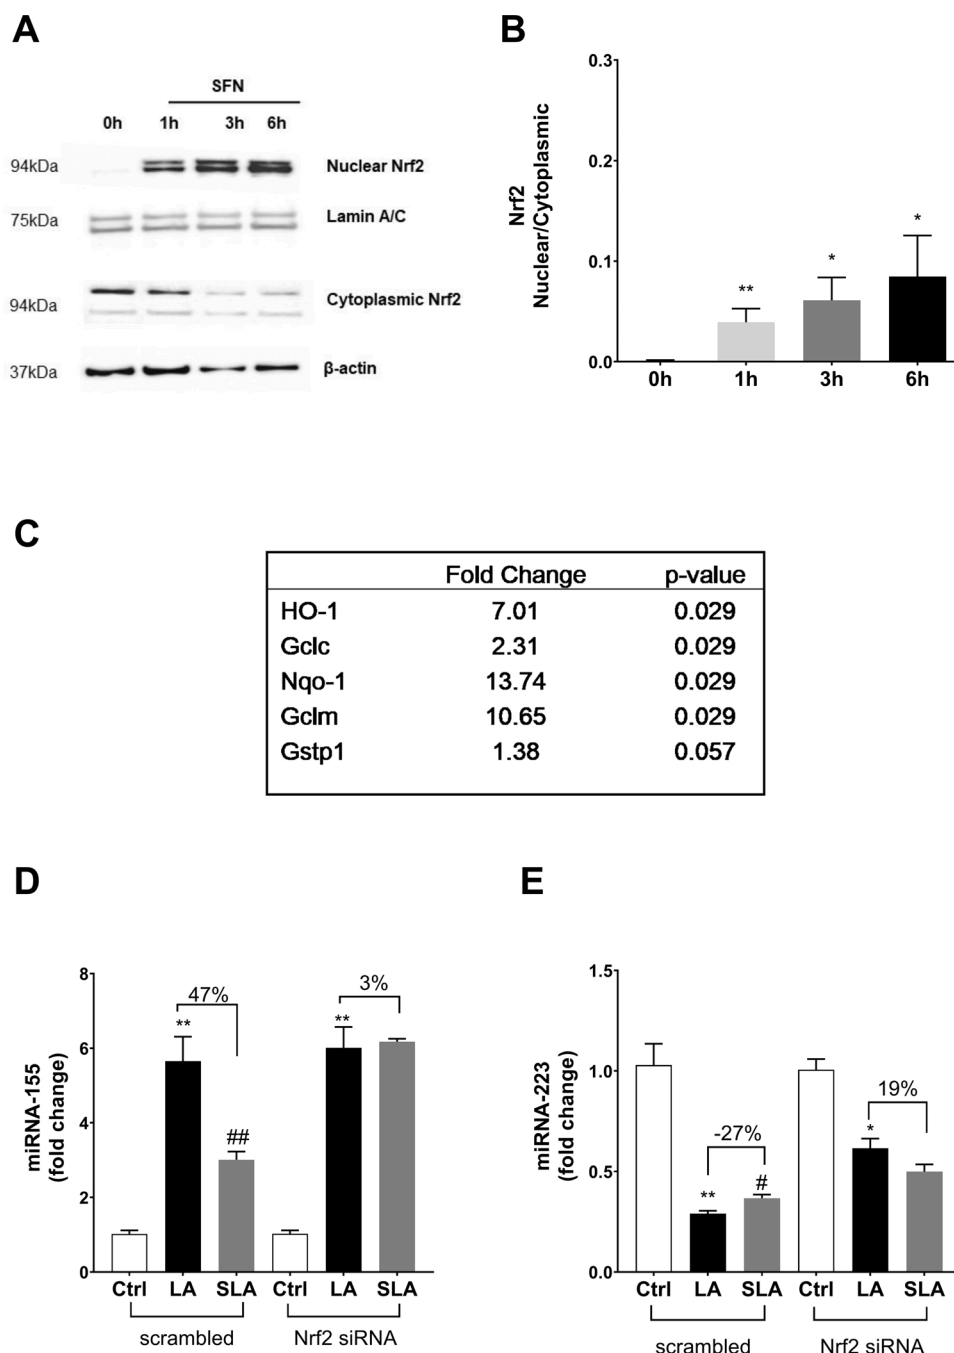 A
SFN
0h 1h 3h 6h
94kDa Nuclear Nrf2
75kDa Lamin A/C
94kDa Cytoplasmic Nrf2
37kDa β-actin
B
Nrf2
Nuclear/Cytoplasmic
0.3
0.2
0.1
0.0
** * *
0h 1h 3h 6h
C
Fold Change p-value
HO-1 7.01 0.029
Gclc 2.31 0.029
Nqo-1 13.74 0.029
Gclm 10.65 0.029
Gstp1 1.38 0.057
D
miRNA-155
(fold change)
8
6
4
2
0
47% 3%
** ## **
Ctrl LA SLA Ctrl LA SLA
scrambled Nrf2 siRNA
E
miRNA-223
(fold change)
1.5
1.0
0.5
0.0
-27% 19%
** # *
Ctrl LA SLA Ctrl LA SLA
scrambled Nrf2 siRNA